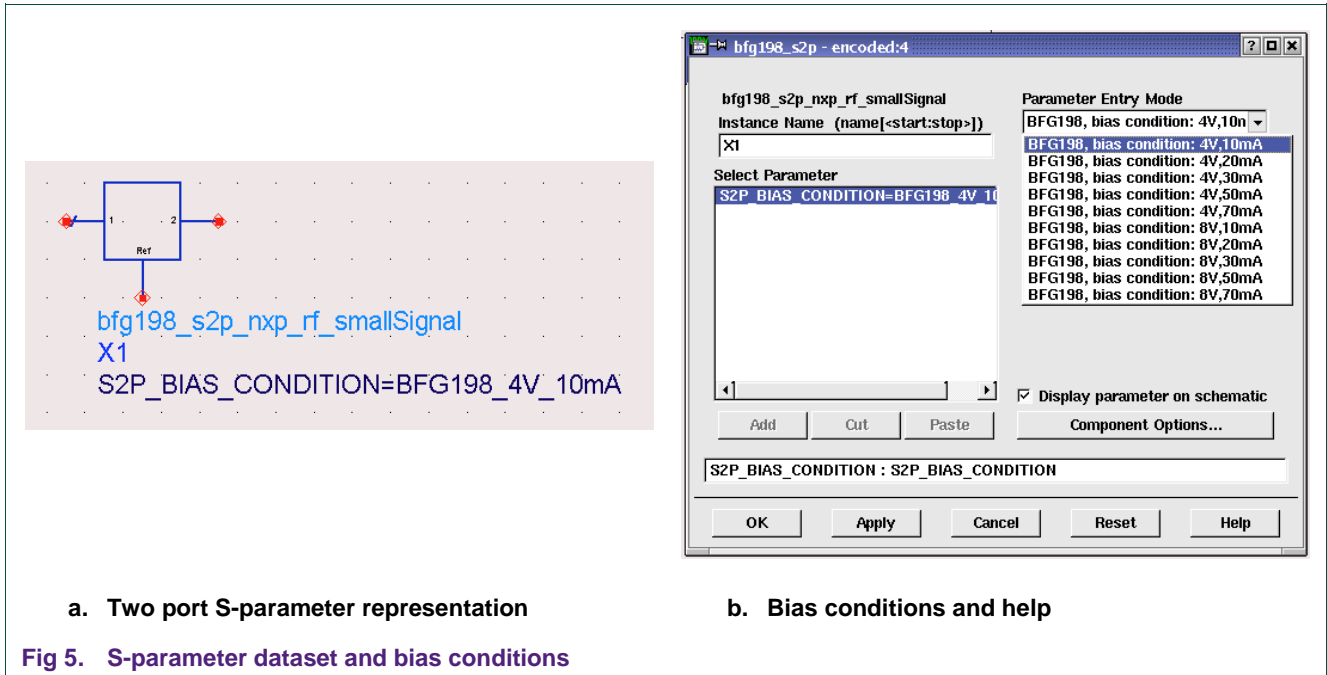 1 2
Ref
bfg198_s2p_nxp_rf_smallSignal
X1
S2P_BIAS_CONDITION=BFG198_4V_10mA
bfg198_s2p - encoded:4
bfg198_s2p_nxp_rf_smallSignal
Instance Name (name[<start:stop>])
X1
Select Parameter
S2P_BIAS_CONDITION=BFG198_4V_10
Parameter Entry Mode
BFG198, bias condition: 4V,10n
BFG198, bias condition: 4V,10mA
BFG198, bias condition: 4V,20mA
BFG198, bias condition: 4V,30mA
BFG198, bias condition: 4V,50mA
BFG198, bias condition: 4V,70mA
BFG198, bias condition: 8V,10mA
BFG198, bias condition: 8V,20mA
BFG198, bias condition: 8V,30mA
BFG198, bias condition: 8V,50mA
BFG198, bias condition: 8V,70mA
Display parameter on schematic
Add Cut Paste
Component Options...
S2P_BIAS_CONDITION : S2P_BIAS_CONDITION
OK Apply Cancel Reset Help
a. Two port S-parameter representation
b. Bias conditions and help
Fig 5. S-parameter dataset and bias conditions